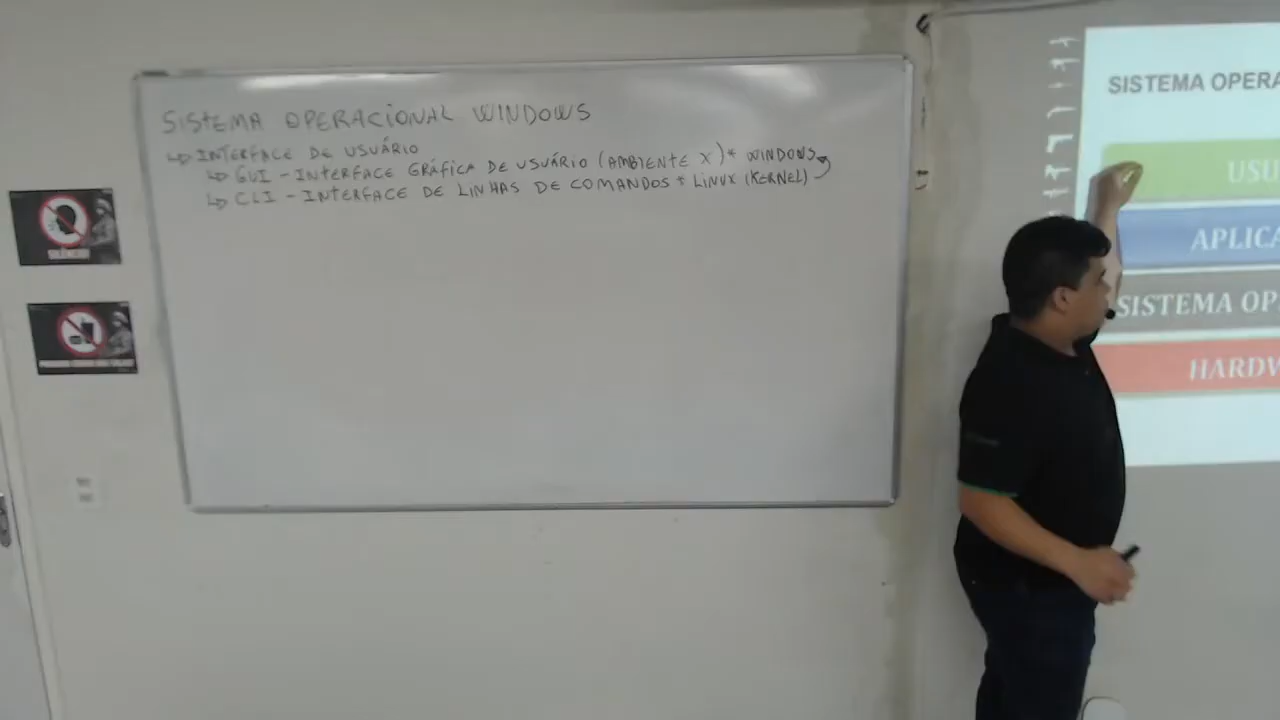 SISTEMA OPERACIONAL WINDOWS
↳ INTERFACE DE USUÁRIO
↳ GUI - INTERFACE GRÁFICA DE USUÁRIO (AMBIENTE X) * WINDOWS
↳ CLI - INTERFACE DE LINHAS DE COMANDOS + LINUX (KERNEL)
SILÊNCIO
SISTEMA OPERA
USU
APLICA
SISTEMA OP
HARDW